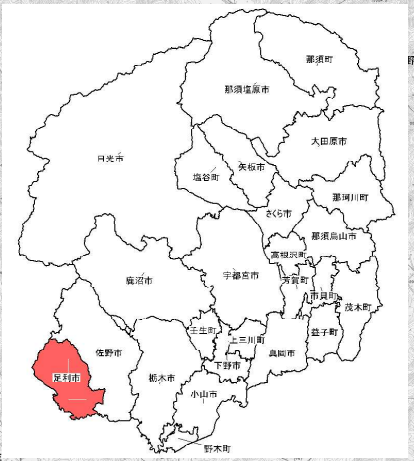 那須町
那須塩原市
大田原市
日光市
矢板市
塩谷町
那珂川町
さくら市
那須烏山市
高根沢町
宇都宮市
芳賀町
鹿沼市
市貝町
茂木町
壬生町
上三川町
益子町
真岡市
佐野市
下野市
足利市
栃木市
小山市
野木町